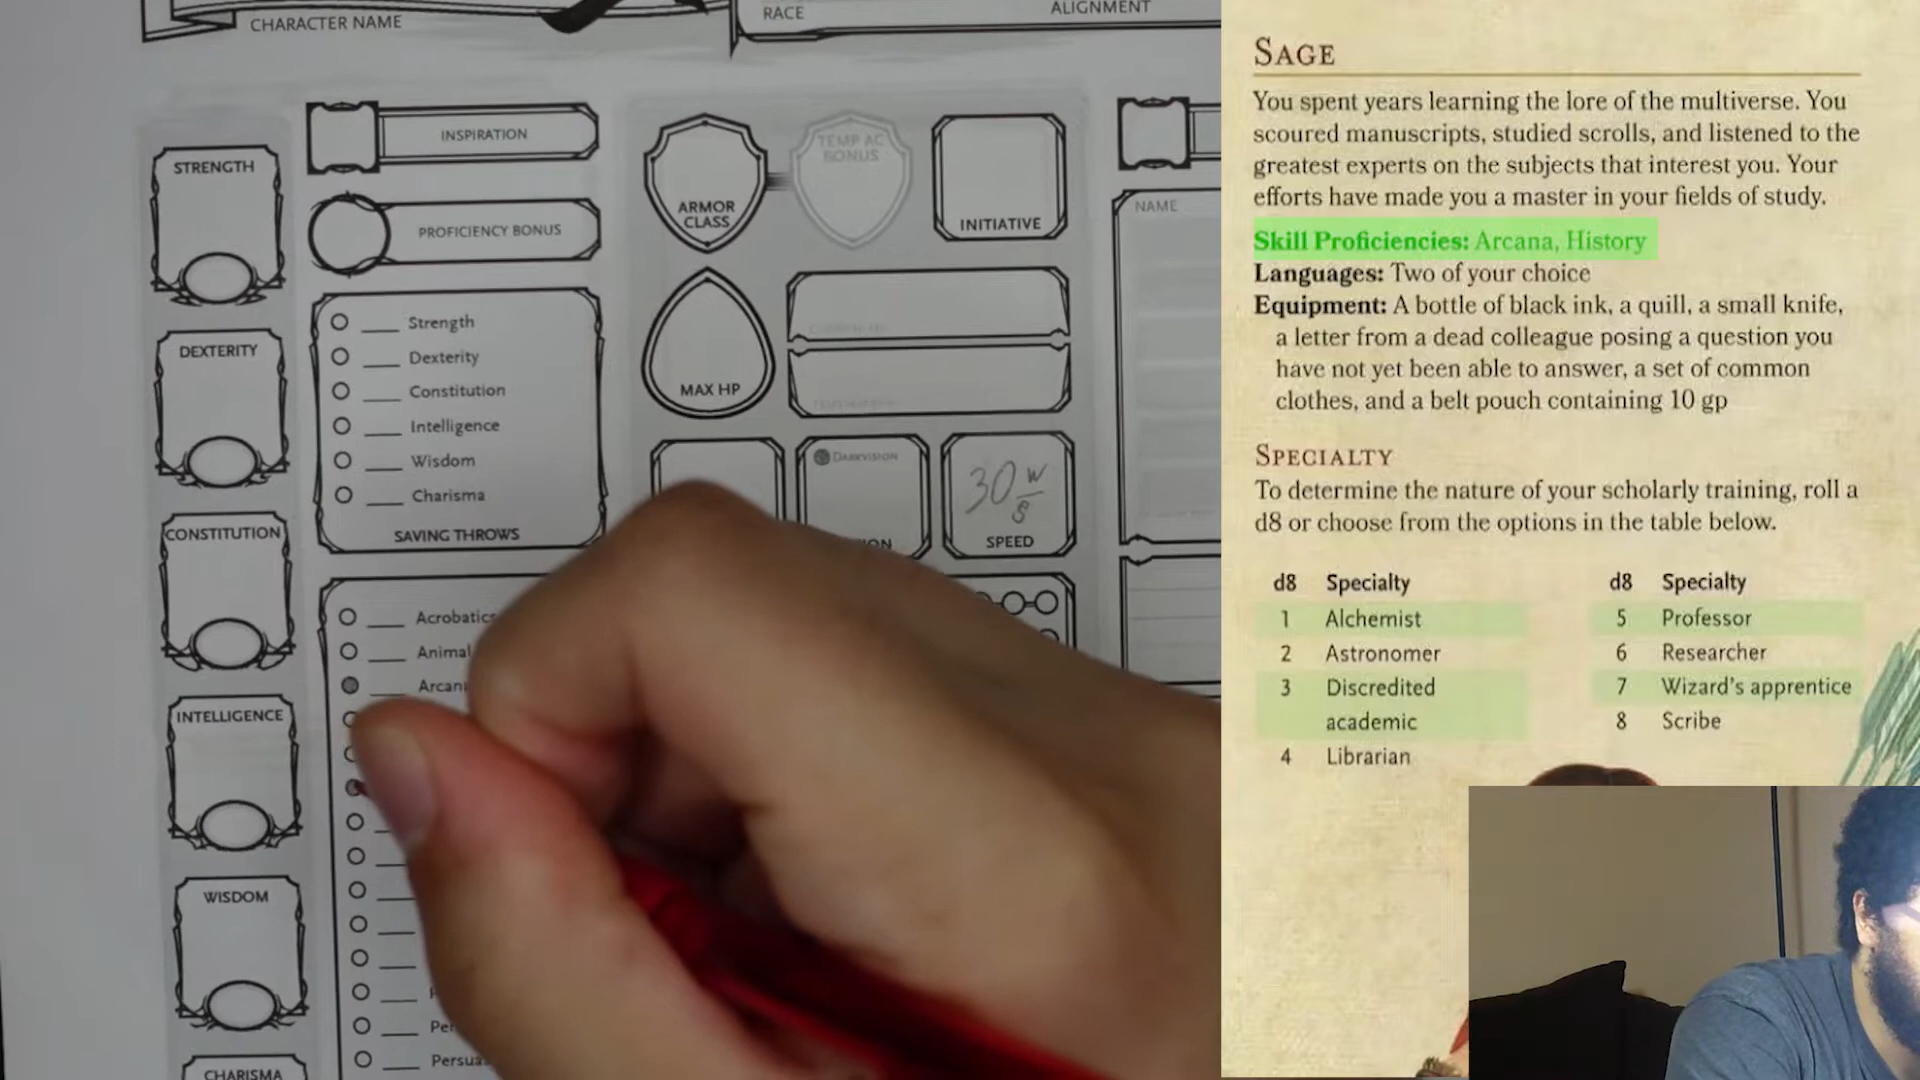 CHARACTER NAME
RACE
ALIGNMENT
INSPIRATION
PROFICIENCY BONUS
STRENGTH
DEXTERITY
CONSTITUTION
INTELLIGENCE
WISDOM
CHARISMA
Strength
Dexterity
Constitution
Intelligence
Wisdom
Charisma
SAVING THROWS
Acrobatics
Animal
Arcan
Per
Persua
ARMOR
CLASS
TEMP AC
BONUS
INITIATIVE
MAX HP
DARKVISION
30 w
s
SPEED
NAME
SAGE
You spent years learning the lore of the multiverse. You
scoured manuscripts, studied scrolls, and listened to the
greatest experts on the subjects that interest you. Your
efforts have made you a master in your fields of study.
Skill Proficiencies: Arcana, History
Languages: Two of your choice
Equipment: A bottle of black ink, a quill, a small knife,
a letter from a dead colleague posing a question you
have not yet been able to answer, a set of common
clothes, and a belt pouch containing 10 gp
SPECIALTY
To determine the nature of your scholarly training, roll a
d8 or choose from the options in the table below.
d8 Specialty
1 Alchemist
2 Astronomer
3 Discredited
academic
4 Librarian
d8 Specialty
5 Professor
6 Researcher
7 Wizard's apprentice
8 Scribe